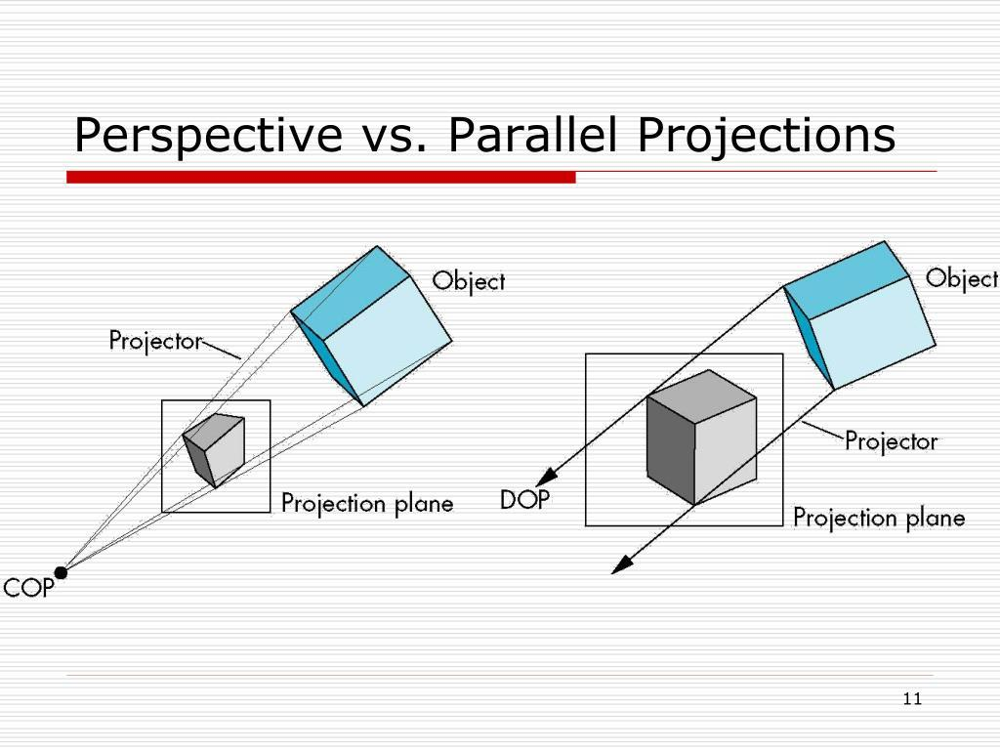 Perspective vs. Parallel Projections
Object
Projector
Projection plane
COP
Object
Projector
DOP
Projection plane
11